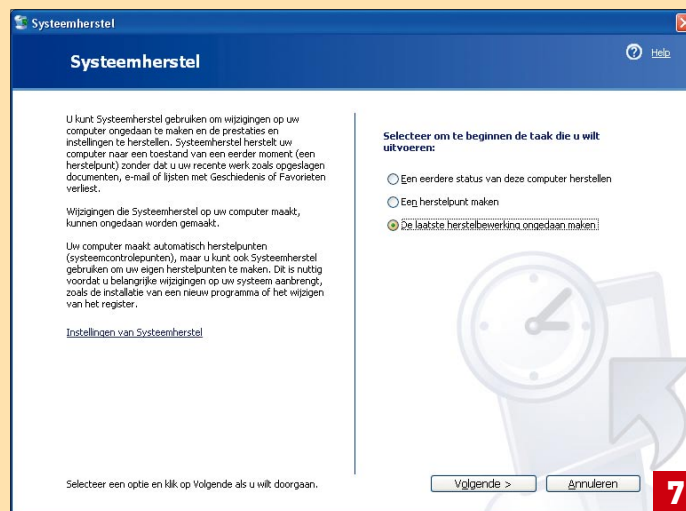 Systeemherstel
Systeemherstel
Help
U kunt Systeemherstel gebruiken om wijzigingen op uw
computer ongedaan te maken en de prestaties en
instellingen te herstellen. Systeemherstel herstelt uw
computer naar een toestand van een eerder moment (een
herstelpunt) zonder dat u uw recente werk zoals opgeslagen
documenten, e-mail of lijsten met Geschiedenis of Favorieten
verliest.
Wijzigingen die Systeemherstel op uw computer maakt,
kunnen ongedaan worden gemaakt.
Uw computer maakt automatisch herstelpunten
(systeemcontrolepunten), maar u kunt ook Systeemherstel
gebruiken om uw eigen herstelpunten te maken. Dit is nuttig
voordat u belangrijke wijzigingen op uw systeem aanbrengt,
zoals de installatie van een nieuw programma of het wijzigen
van het register.
Instellingen van Systeemherstel
Selecteer een optie en klik op Volgende als u wilt doorgaan.
Selecteer om te beginnen de taak die u wilt
uitvoeren:
Een eerdere status van deze computer herstellen
Een herstelpunt maken
De laatste herstelbewerking ongedaan maken
Volgende >
Annuleren
7